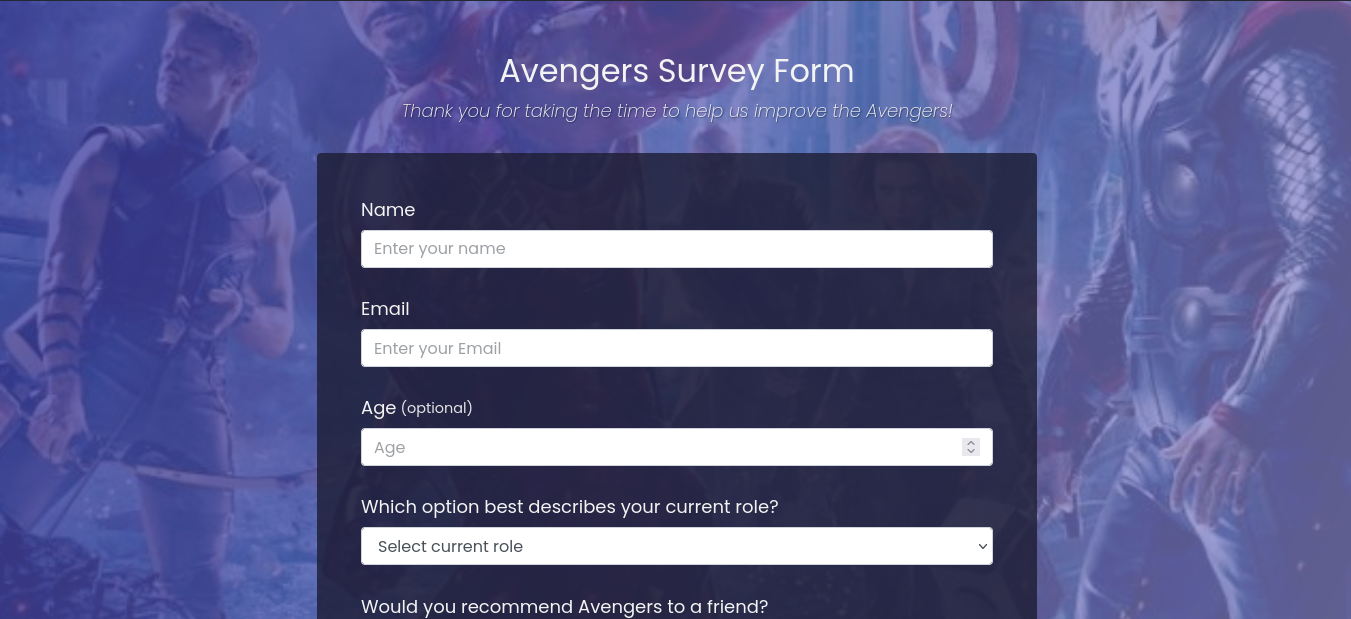 Avengers Survey Form
Thank you for taking the time to help us improve the Avengers!
Name
Enter your name
Email
Enter your Email
Age (optional)
Age
Which option best describes your current role?
Select current role
Would you recommend Avengers to a friend?